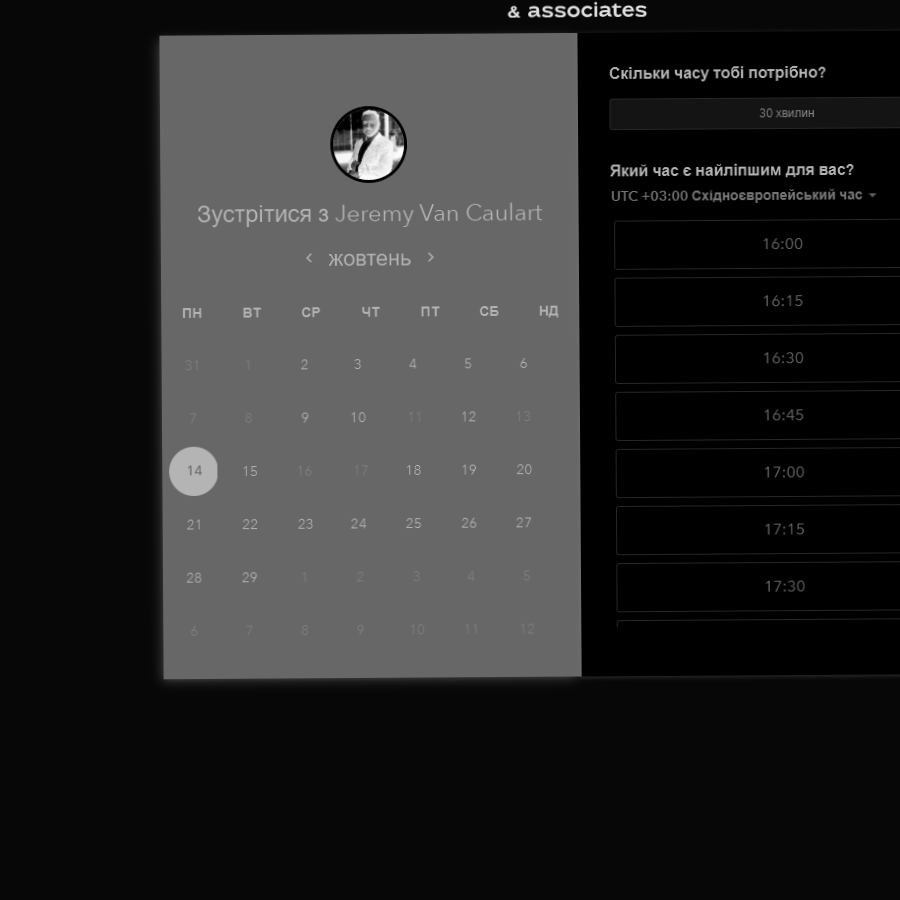 & associates
Зустрітися з Jeremy Van Caulart
жовтень
ПН ВТ СР ЧТ ПТ СБ НД
31 1 2 3 4 5 6
7 8 9 10 11 12 13
14 15 16 17 18 19 20
21 22 23 24 25 26 27
28 29 1 2 3 4 5
6 7 8 9 10 11 12
Скільки часу тобі потрібно?
30 хвилин
Який час є найліпшим для вас?
UTC +03:00 Східноєвропейський час
16:00
16:15
16:30
16:45
17:00
17:15
17:30